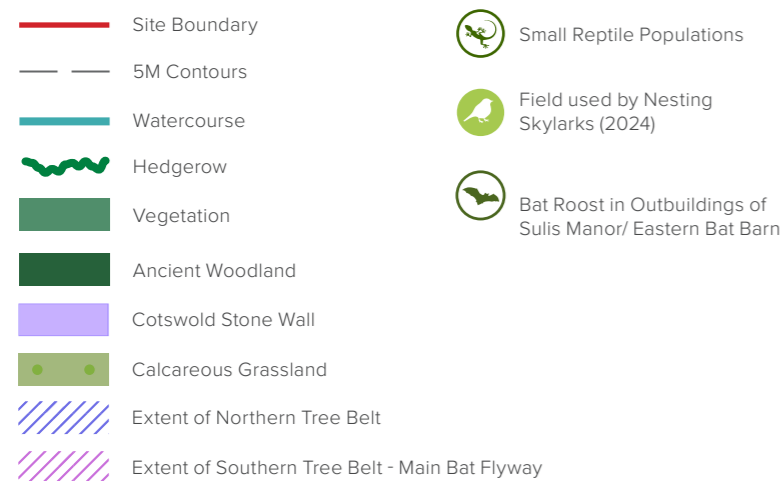 Site Boundary
5M Contours
Watercourse
Hedgerow
Vegetation
Ancient Woodland
Cotswold Stone Wall
Calcareous Grassland
Extent of Northern Tree Belt
Extent of Southern Tree Belt - Main Bat Flyway
Small Reptile Populations
Field used by Nesting
Skylarks (2024)
Bat Roost in Outbuildings of
Sulis Manor/ Eastern Bat Barn